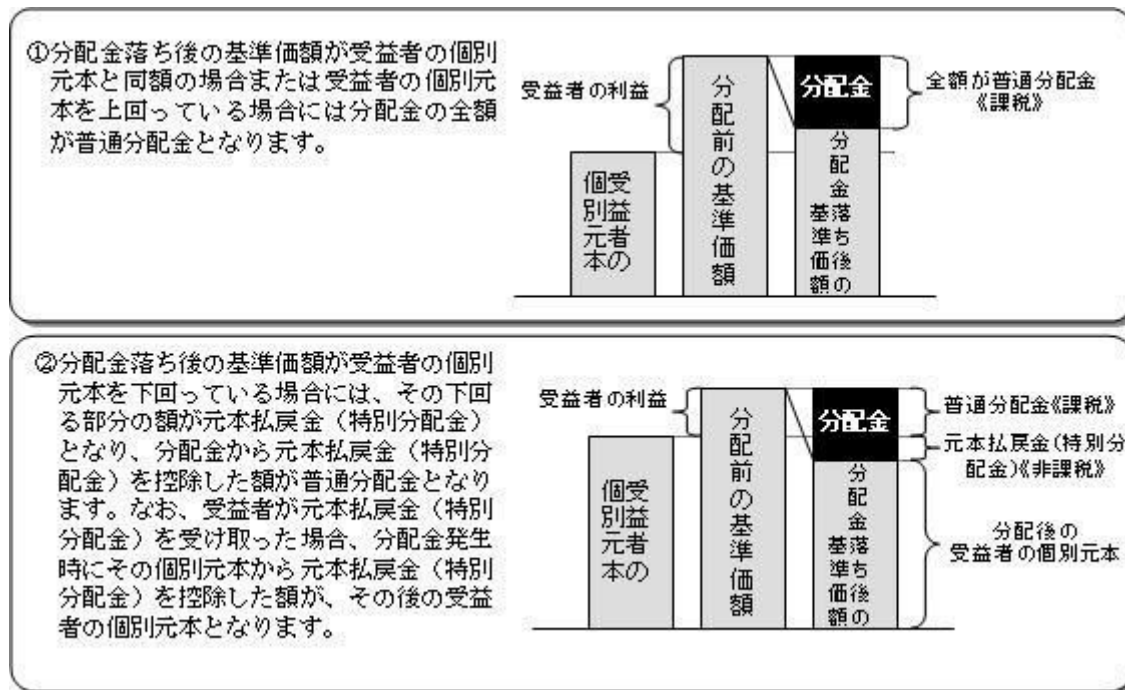 ①分配金落ち後の基準価額が受益者の個別
元本と同額の場合または受益者の個別元
本を上回っている場合には分配金の全額
が普通分配金となります。
受益者の利益
受益者の
個別元本
分配前の基準価額
分配金
分配金落ち後の
基準価額
全額が普通分配金
《課税》
②分配金落ち後の基準価額が受益者の個別
元本を下回っている場合には、その下回
る部分の額が元本払戻金（特別分配金）
となり、分配金から元本払戻金（特別分
配金）を控除した額が普通分配金となり
ます。なお、受益者が元本払戻金（特別
分配金）を受け取った場合、分配金発生
時にその個別元本から元本払戻金（特別
分配金）を控除した額が、その後の受益
者の個別元本となります。
受益者の利益
受益者の
個別元本
分配前の基準価額
分配金
分配金落ち後の
基準価額
普通分配金《課税》
元本払戻金(特別分
配金)《非課税》
分配後の
受益者の個別元本